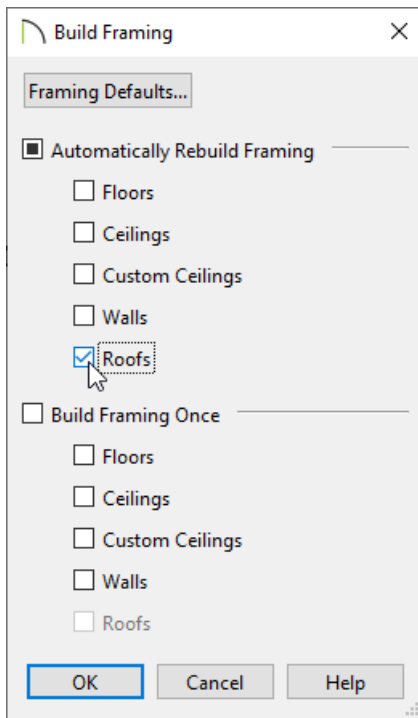 Build Framing
Framing Defaults...
Automatically Rebuild Framing
Floors
Ceilings
Custom Ceilings
Walls
Roofs
Build Framing Once
Floors
Ceilings
Custom Ceilings
Walls
Roofs
OK Cancel Help